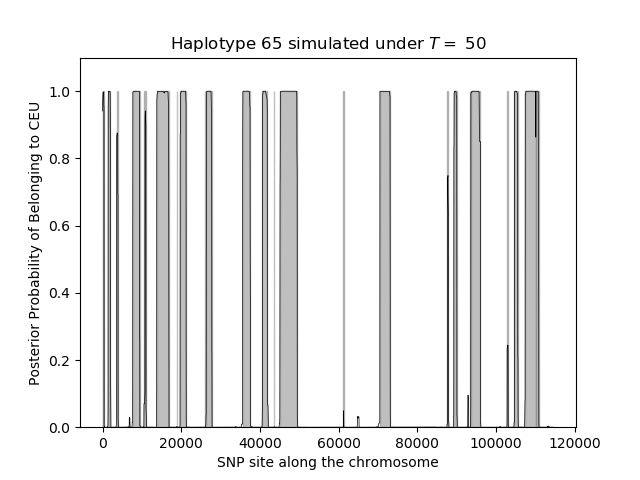 Haplotype 65 simulated under T = 50
Posterior Probability of Belonging to CEU
1.0
0.8
0.6
0.4
0.2
0.0
0 20000 40000 60000 80000 100000 120000
SNP site along the chromosome